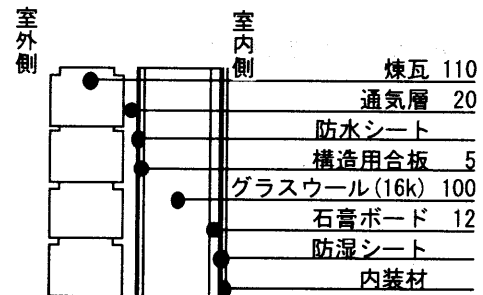 室外側
室内側
煉瓦 110
通気層 20
防水シート
構造用合板 5
グラスウール(16k) 100
石膏ボード 12
防湿シート
内装材